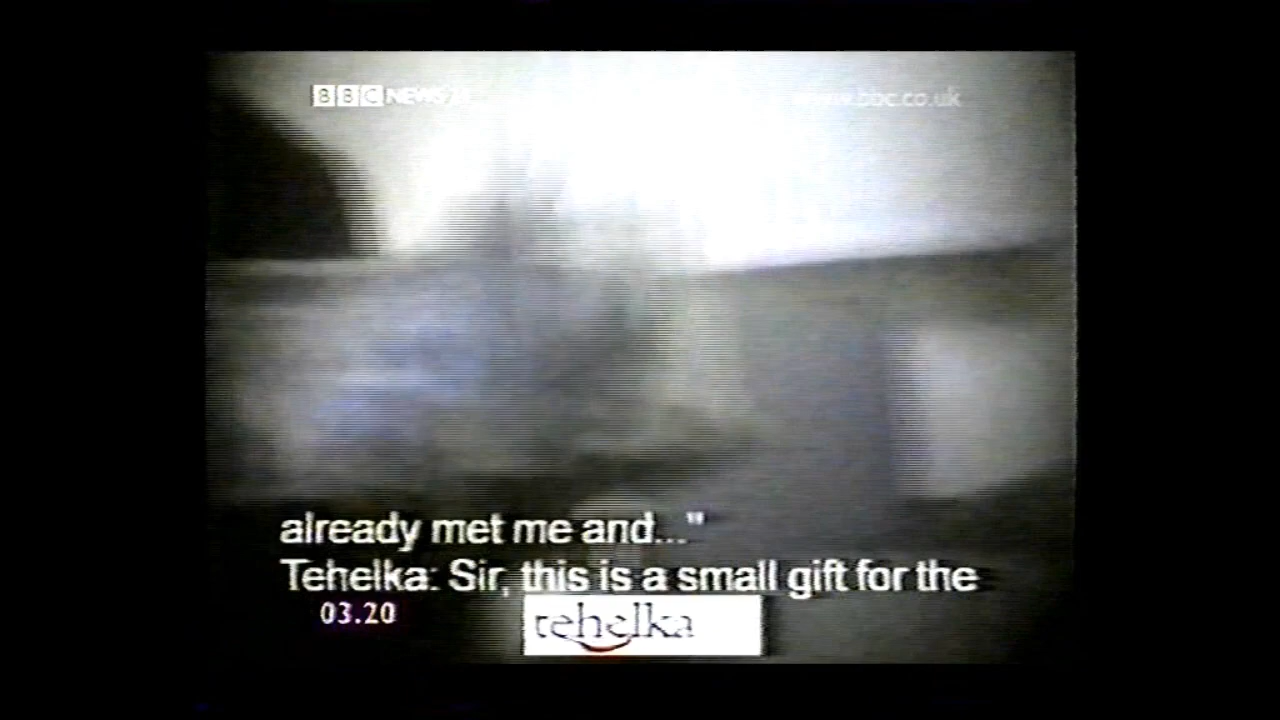 BBC NEWS 24
www.bbc.co.uk
already met me and..."
Tehelka: Sir, this is a small gift for the
03.20
tehelka